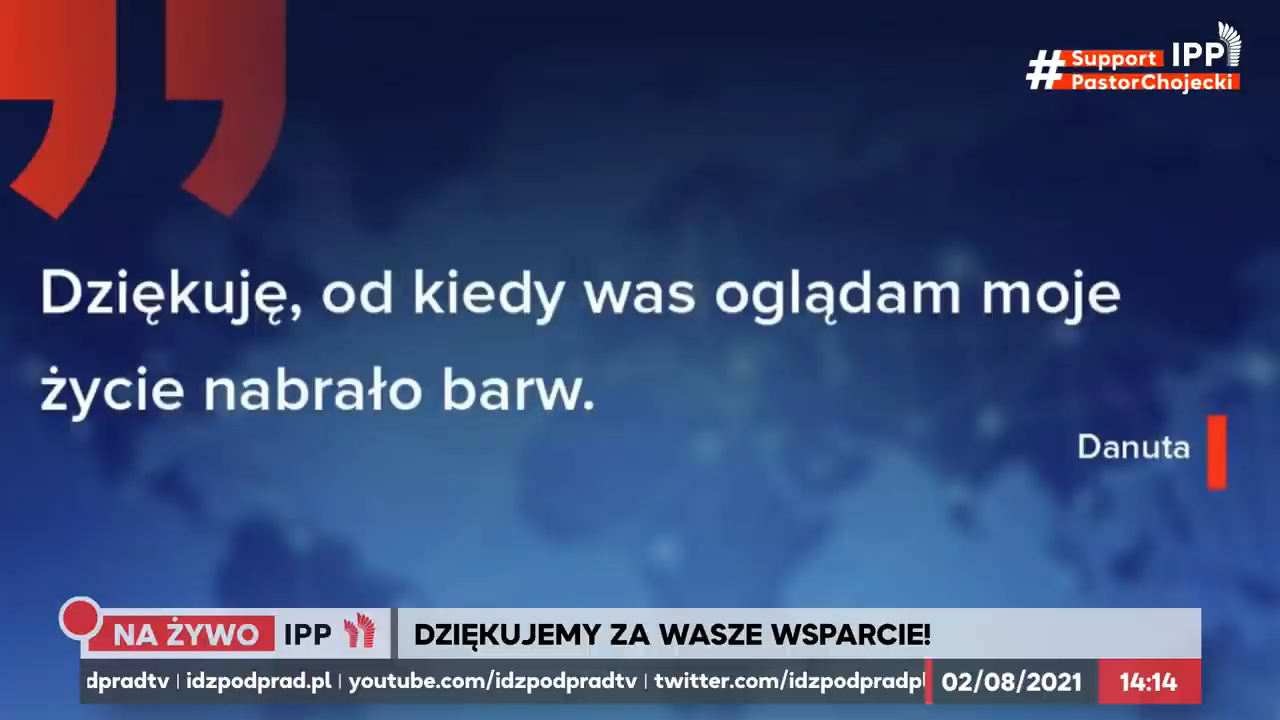 #Support IPP
PastorChojecki
Dziękuję, od kiedy was oglądam moje
życie nabrało barw.
Danuta
NA ŻYWO IPP DZIĘKUJEMY ZA WASZE WSPARCIE!
dpradtv | idzpodprad.pl | youtube.com/idzpodpradtv | twitter.com/idzpodpradpl 02/08/2021 14:14